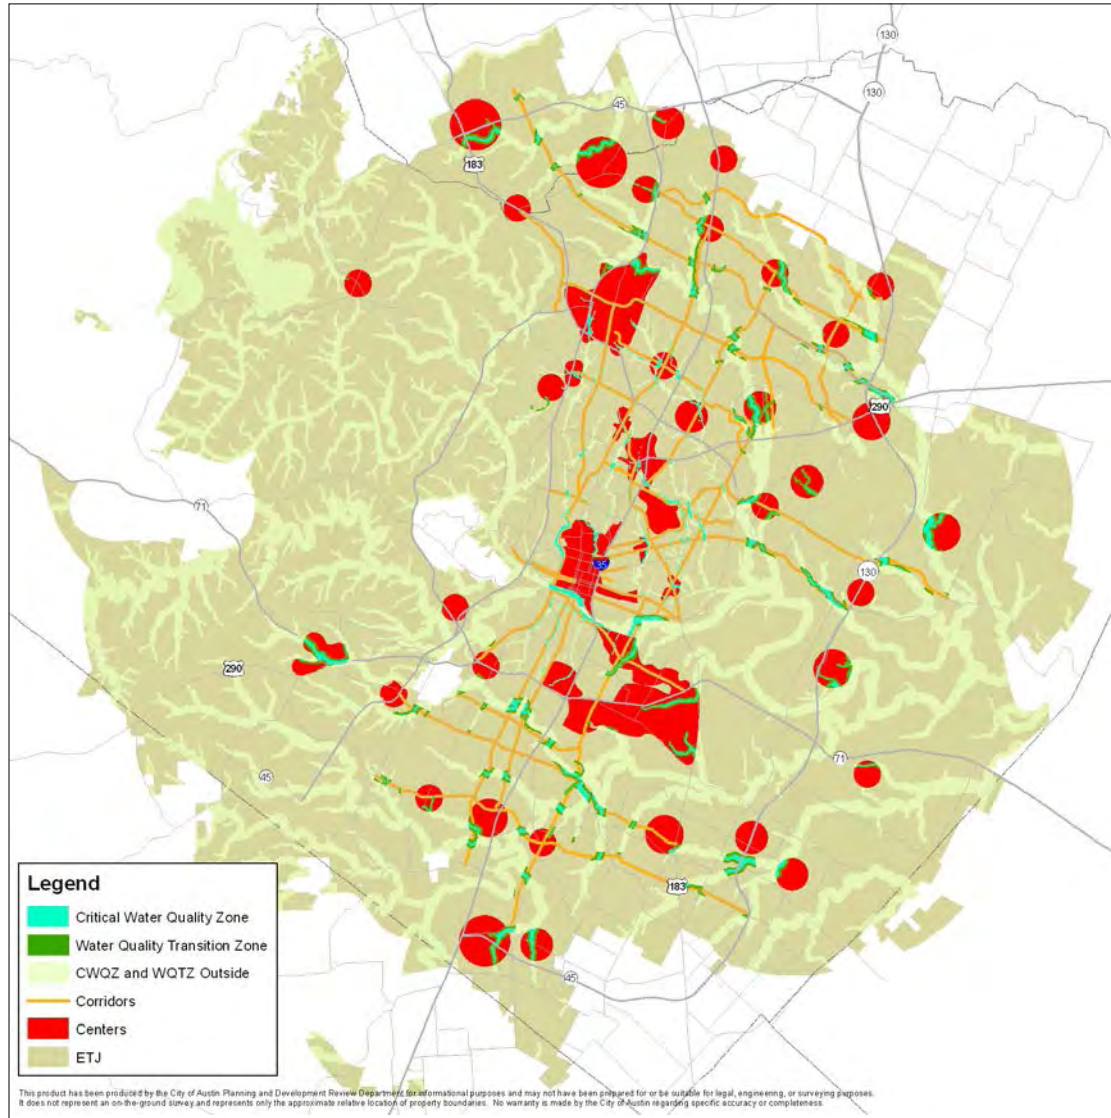 130
130
45
183
290
71
35
130
290
71
45
183
45
Legend
Critical Water Quality Zone
Water Quality Transition Zone
CWQZ and WQTZ Outside
Corridors
Centers
ETJ
This product has been produced by the City of Austin Planning and Development Review Department for informational purposes and may not have been prepared for or be suitable for legal, engineering, or surveying purposes.
It does not represent an on-the-ground survey and represents only the approximate relative location of property boundaries. No warranty is made by the City of Austin regarding specific accuracy or completeness.